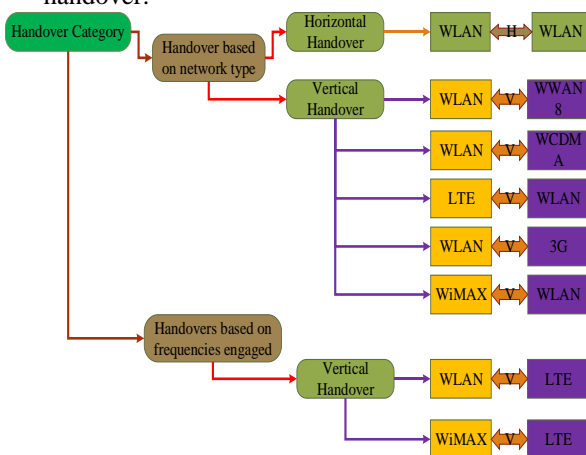 handover.
Handover Category
Handover based
on network type
Horizontal
Handover
WLAN H WLAN
Vertical
Handover
WLAN V WWAN
8
WLAN V WCDM
A
LTE V WLAN
WLAN V 3G
WiMAX V WLAN
Handovers based on
frequencies engaged
Vertical
Handover
WLAN V LTE
WiMAX V LTE